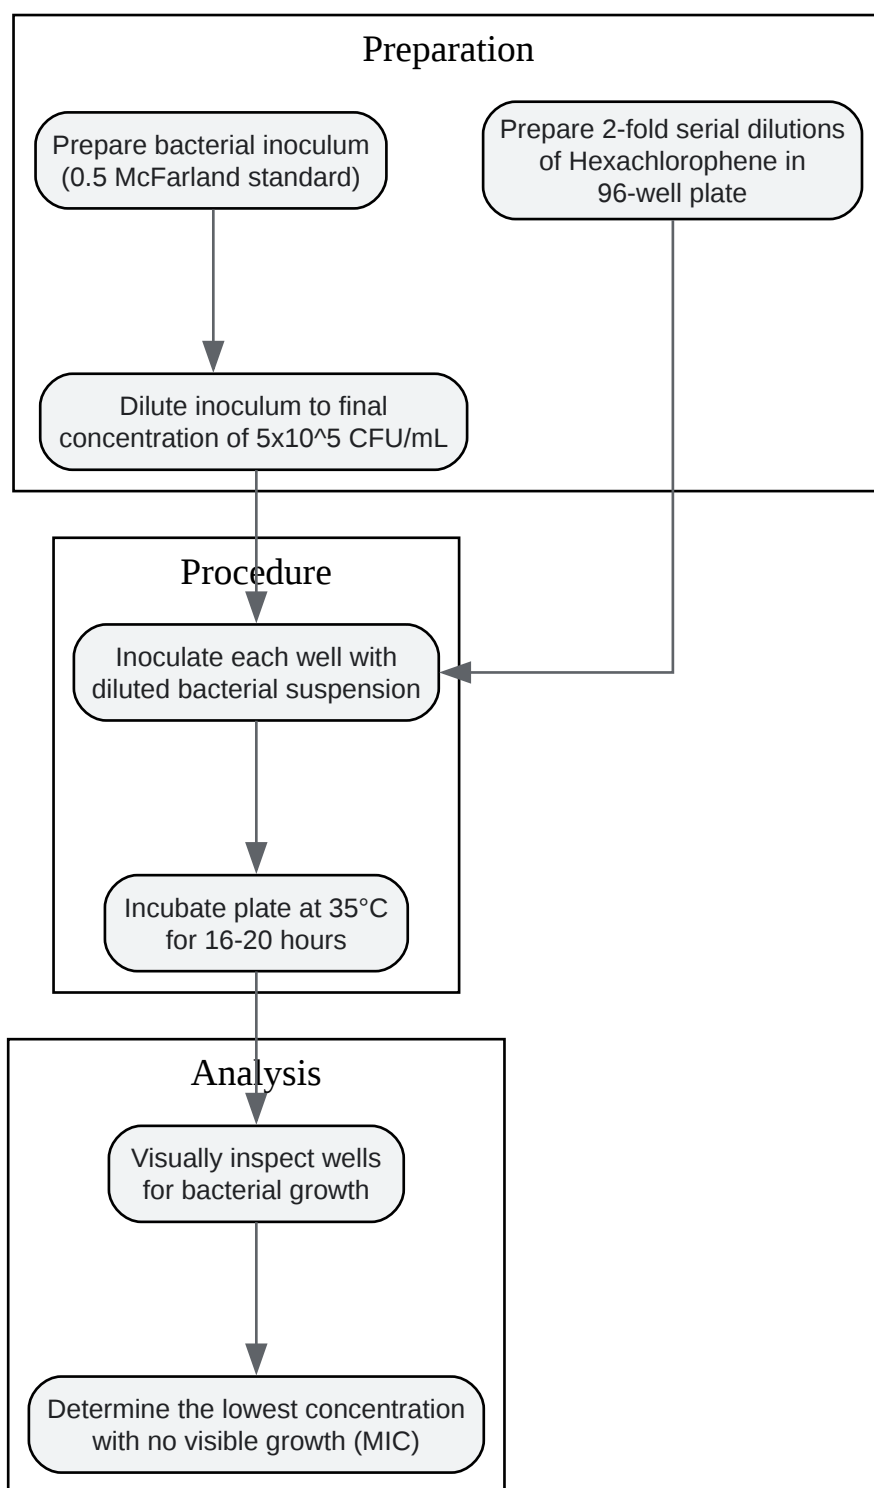 Preparation
Prepare bacterial inoculum
(0.5 McFarland standard)
Prepare 2-fold serial dilutions
of Hexachlorophene in
96-well plate
Dilute inoculum to final
concentration of 5x10^5 CFU/mL
Procedure
Inoculate each well with
diluted bacterial suspension
Incubate plate at 35°C
for 16-20 hours
Analysis
Visually inspect wells
for bacterial growth
Determine the lowest concentration
with no visible growth (MIC)